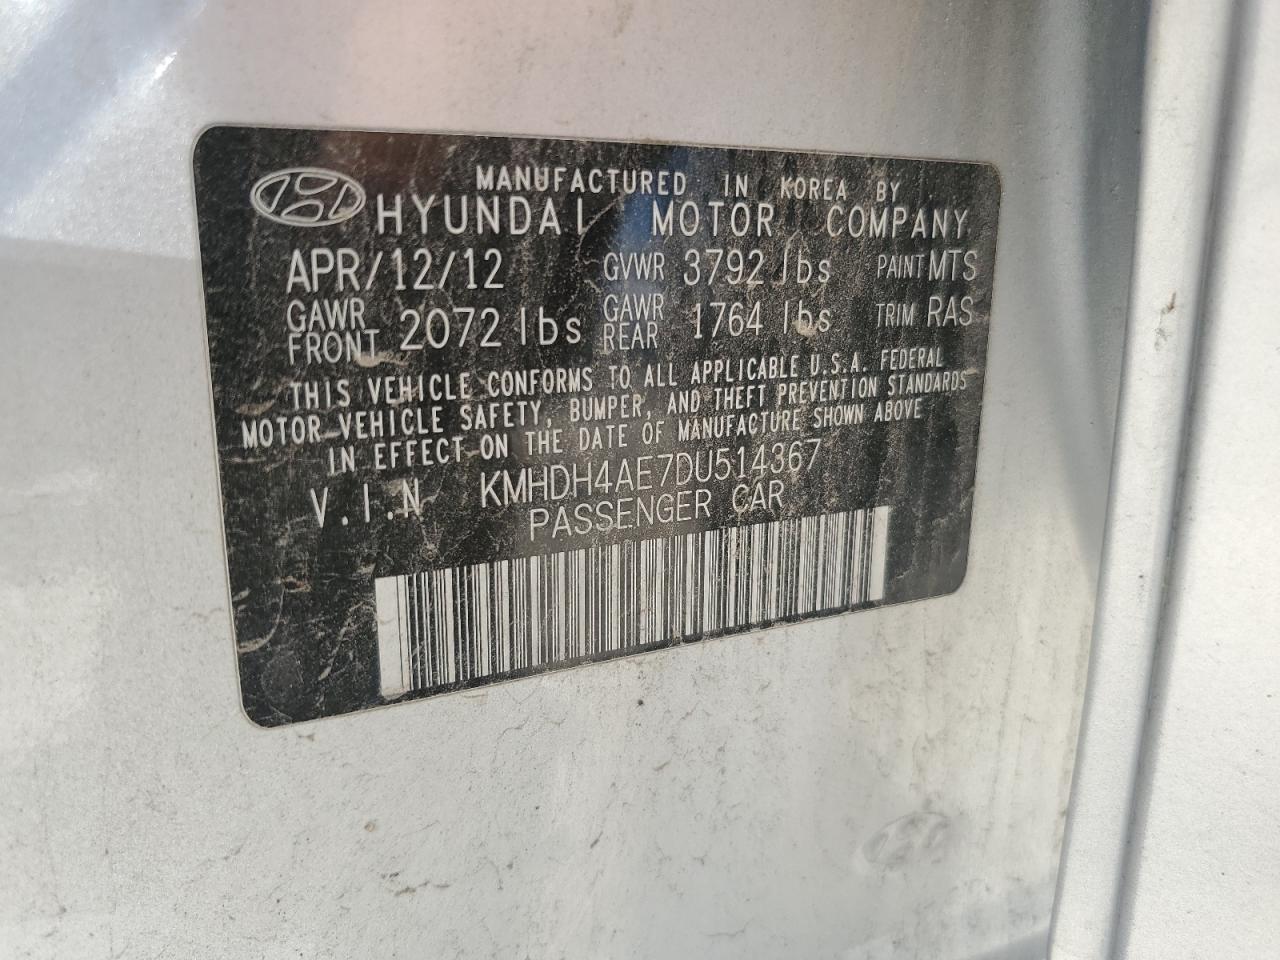 MANUFACTURED IN KOREA BY
HYUNDAI MOTOR COMPANY
APR/12/12 GVWR 3792 lbs PAINT MTS
GAWR FRONT 2072 lbs GAWR REAR 1764 lbs TRIM RAS
THIS VEHICLE CONFORMS TO ALL APPLICABLE U.S.A. FEDERAL
MOTOR VEHICLE SAFETY, BUMPER, AND THEFT PREVENTION STANDARDS
IN EFFECT ON THE DATE OF MANUFACTURE SHOWN ABOVE
V.I.N KMHDH4AE7DU514367
PASSENGER CAR